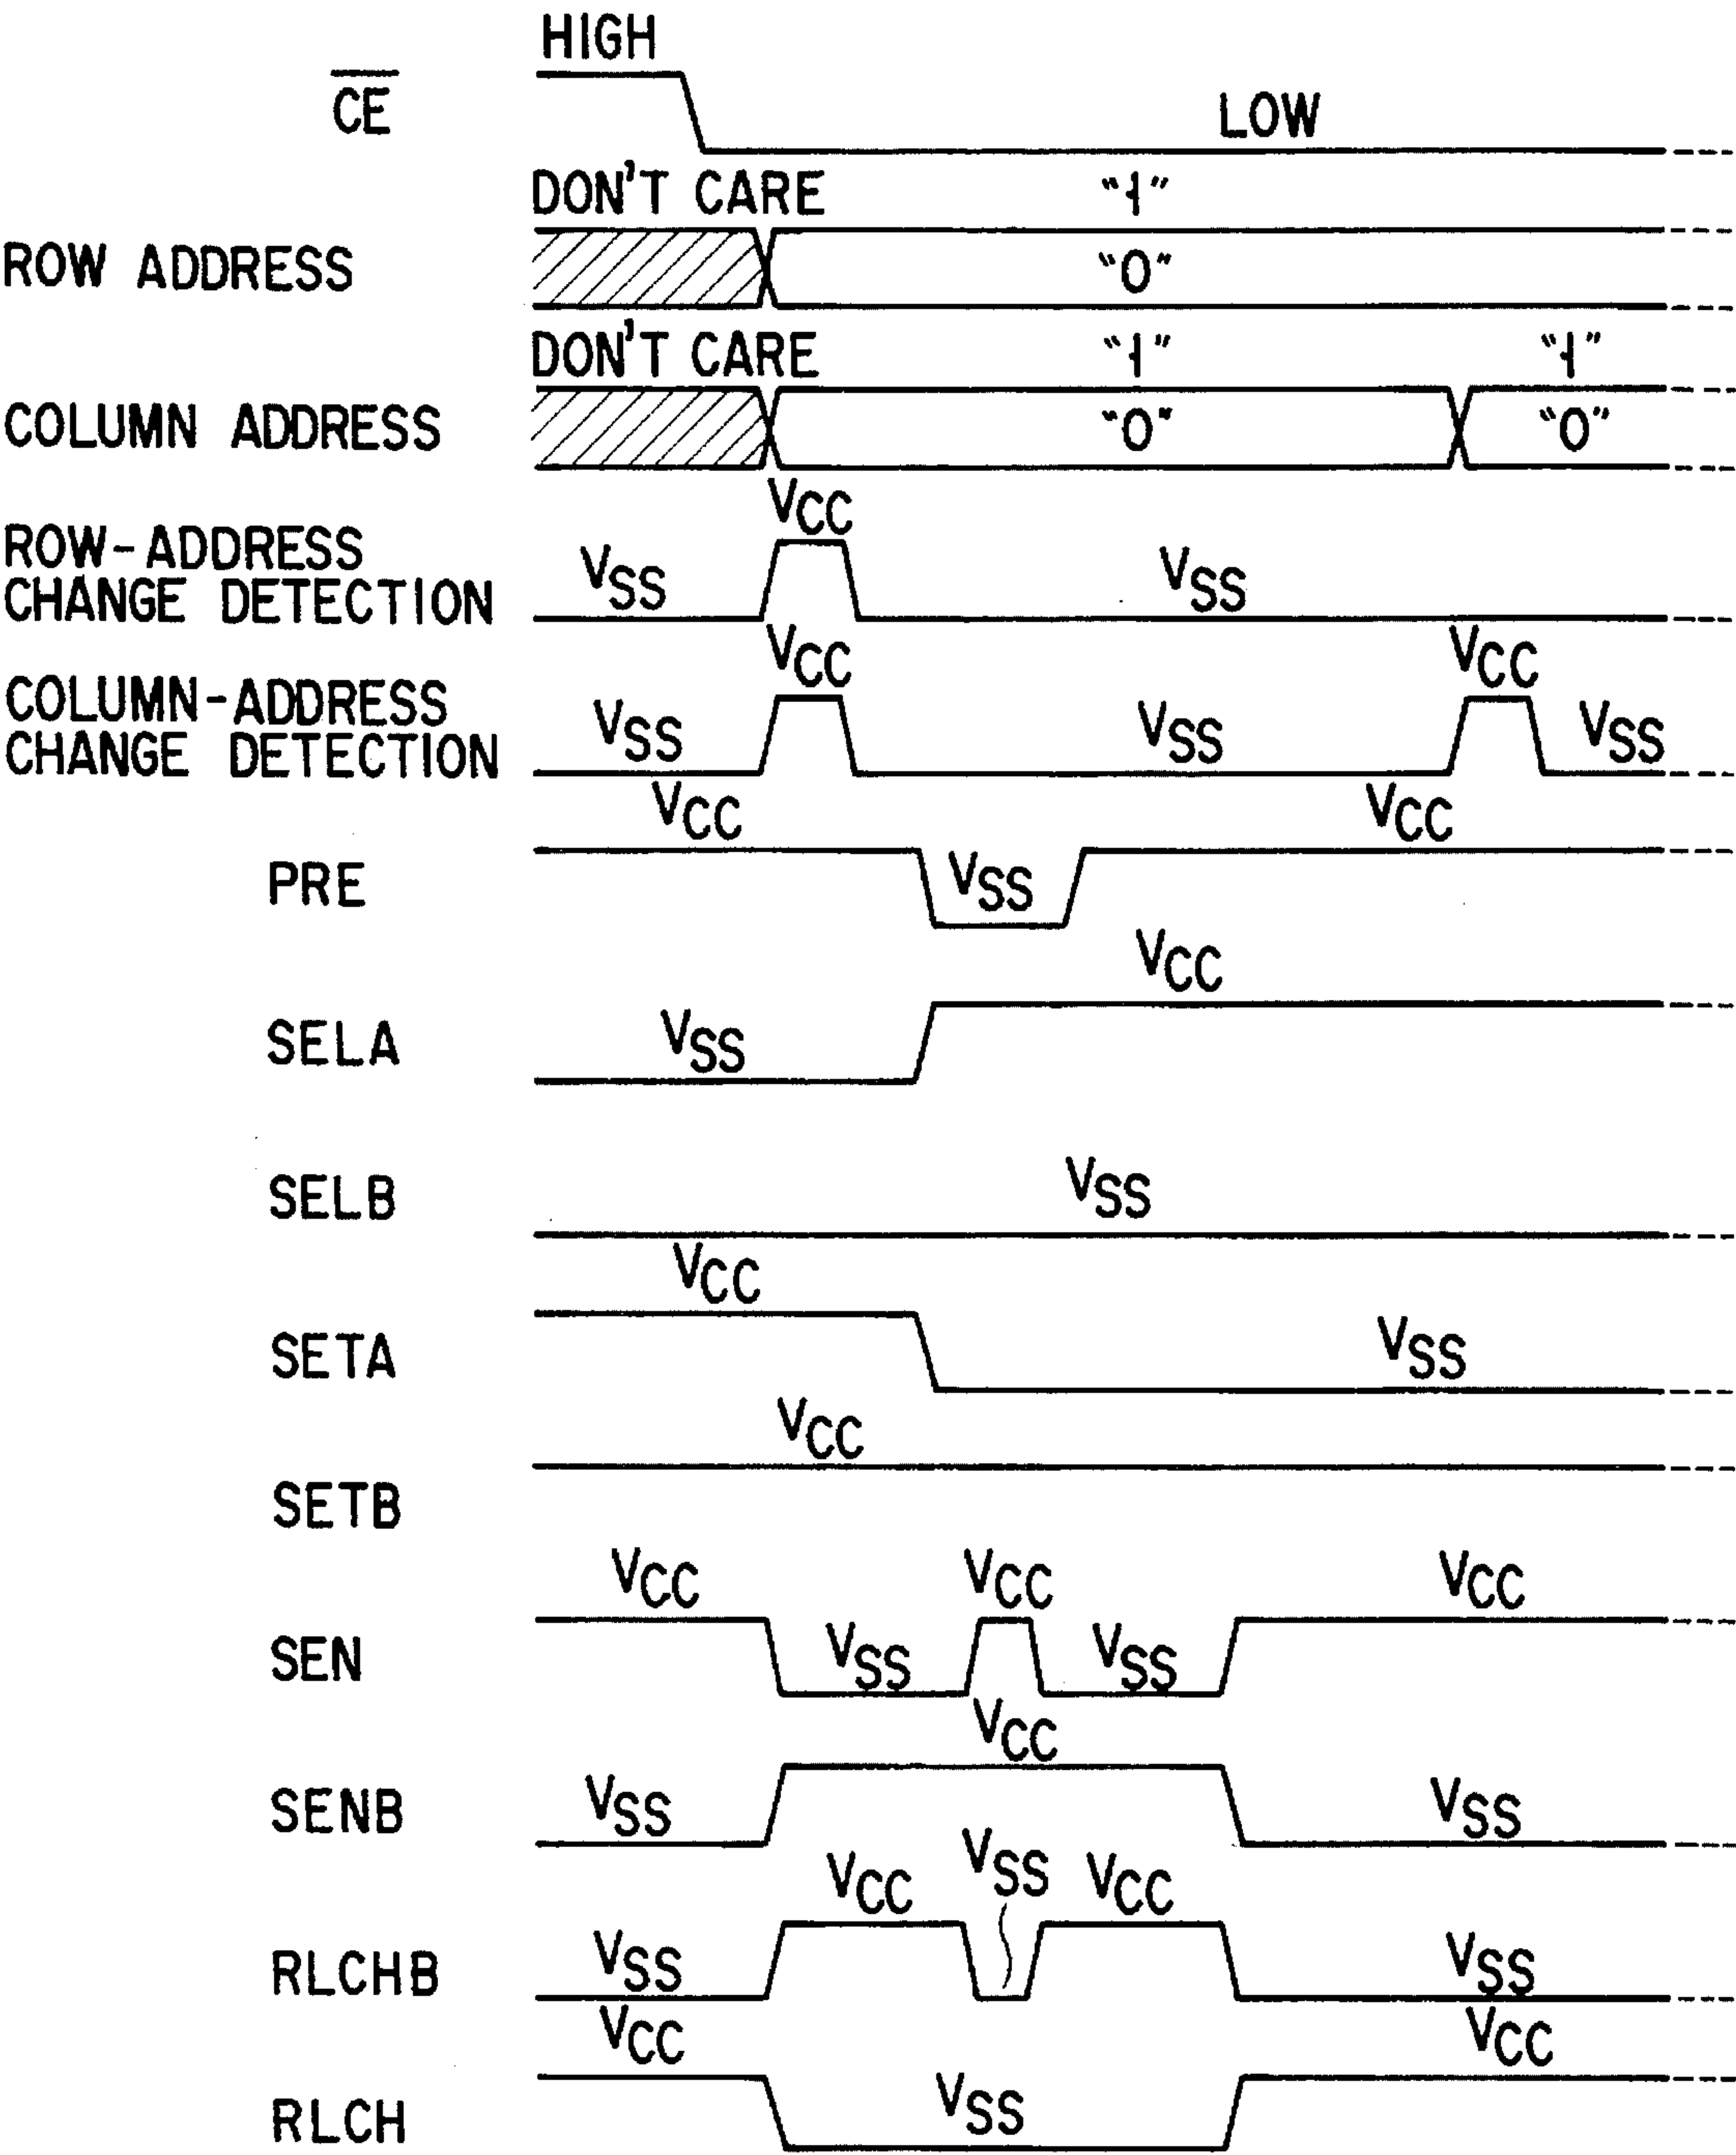 HIGH
CE
LOW
DON'T CARE "1"
ROW ADDRESS "0"
DON'T CARE "1" "1"
COLUMN ADDRESS "0" "0"
VCC
ROW-ADDRESS
CHANGE DETECTION VSS VSS
VCC VCC
COLUMN-ADDRESS
CHANGE DETECTION VSS VSS VSS
VCC VCC
PRE VSS
VCC
SELA VSS
SELB VSS
VCC
SETA VSS
VCC
SETB
VCC VCC VCC
SEN VSS VSS
VCC
SENB VSS VSS
VCC VSS VCC
RLCHB VSS VSS
VCC VCC
RLCH VSS